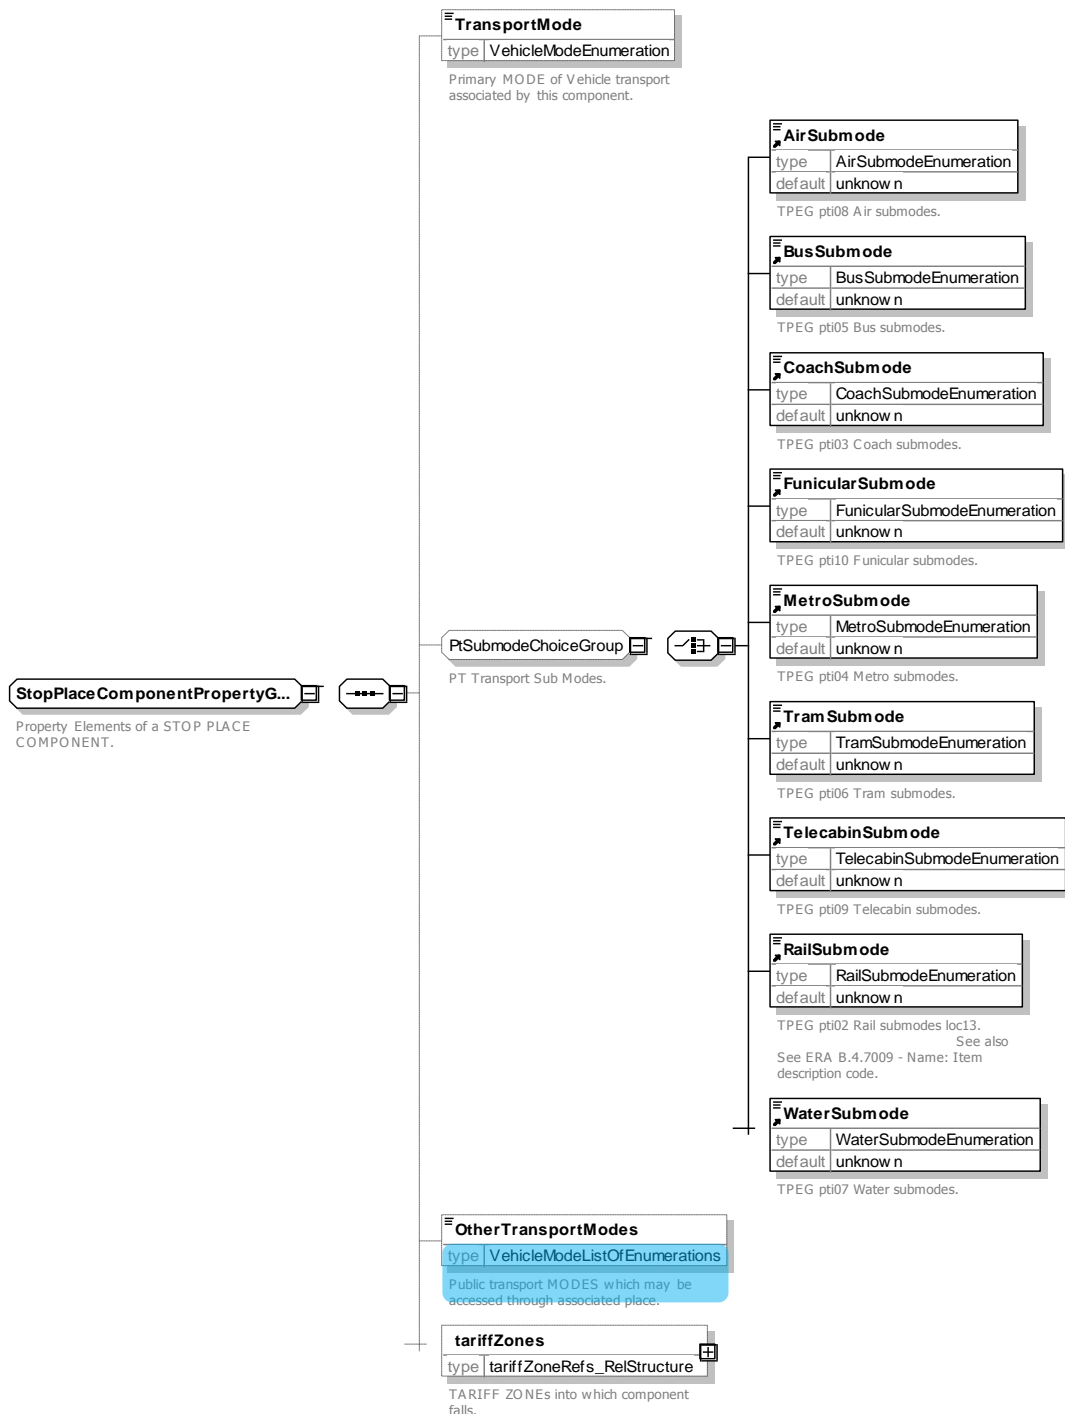 TransportMode
type VehicleModeEnumeration
Primary MODE of Vehicle transport
associated by this component.
AirSubmode
type AirSubmodeEnumeration
default unknown
TPEG pti08 Air submodes.
BusSubmode
type BusSubmodeEnumeration
default unknown
TPEG pti05 Bus submodes.
CoachSubmode
type CoachSubmodeEnumeration
default unknown
TPEG pti03 Coach submodes.
FunicularSubmode
type FunicularSubmodeEnumeration
default unknown
TPEG pti10 Funicular submodes.
MetroSubmode
type MetroSubmodeEnumeration
default unknown
TPEG pti04 Metro submodes.
PtSubmodeChoiceGroup
PT Transport Sub Modes.
StopPlaceComponentPropertyG...
Property Elements of a STOP PLACE
COMPONENT.
TramSubmode
type TramSubmodeEnumeration
default unknown
TPEG pti06 Tram submodes.
TelecabinSubmode
type TelecabinSubmodeEnumeration
default unknown
TPEG pti09 Telecabin submodes.
RailSubmode
type RailSubmodeEnumeration
default unknown
TPEG pti02 Rail submodes loc13.
See also
See ERA B.4.7009 - Name: Item
description code.
WaterSubmode
type WaterSubmodeEnumeration
default unknown
TPEG pti07 Water submodes.
OtherTransportModes
type VehicleModeListOfEnumerations
Public transport MODES which may be
accessed through associated place.
tariffZones
type tariffZoneRefs_RelStructure
TARIFF ZONEs into which component
falls.